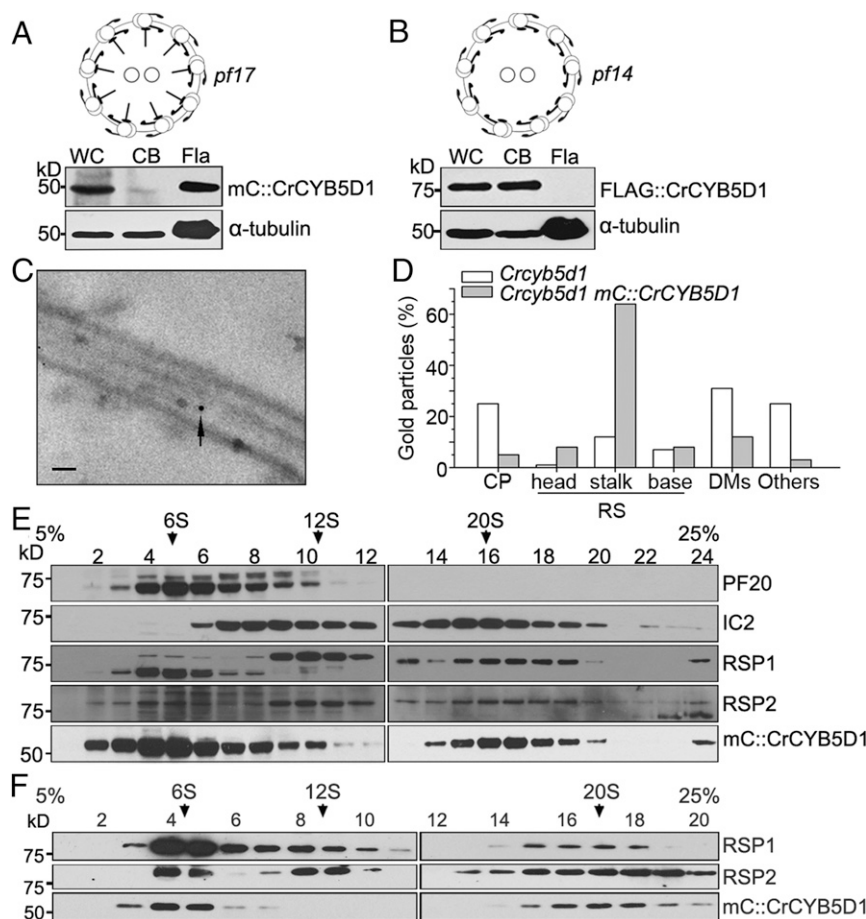 A
pf17
WC CB Fla
kD
50 mC::CrCYB5D1
50 α-tubulin
B
pf14
WC CB Fla
kD
75 FLAG::CrCYB5D1
50 α-tubulin
C
D
Crcyb5d1
Crcyb5d1 mC::CrCYB5D1
Gold particles (%)
60
40
20
0
CP head stalk base DMs Others
RS
E
5% 6S 12S 20S 25%
kD 2 4 6 8 10 12 14 16 18 20 22 24
75 PF20
75 IC2
75 RSP1
75 RSP2
50 mC::CrCYB5D1
F
5% 6S 12S 20S 25%
kD 2 4 6 8 10 12 14 16 18 20
75 RSP1
75 RSP2
50 mC::CrCYB5D1